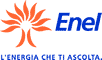 Enel
L'ENERGIA CHE TI ASCOLTA.